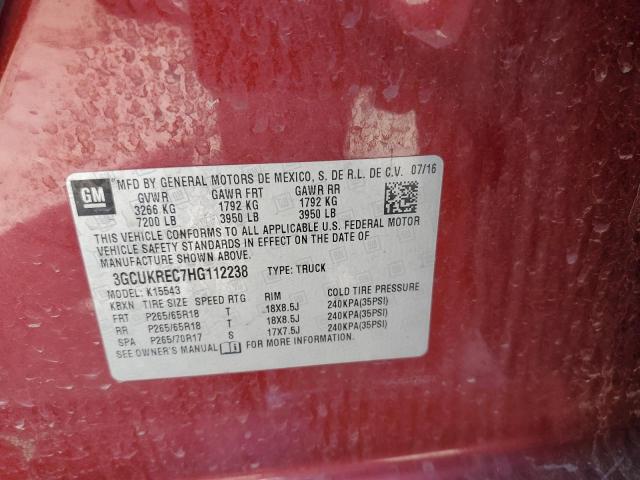 GM
MFD BY GENERAL MOTORS DE MEXICO, S. DE R.L. DE C.V. 07/16
GVWR GAWR FRT GAWR RR
3266 KG 1792 KG 1792 KG
7200 LB 3950 LB 3950 LB
THIS VEHICLE CONFORMS TO ALL APPLICABLE U.S. FEDERAL MOTOR
VEHICLE SAFETY STANDARDS IN EFFECT ON THE DATE OF
MANUFACTURE SHOWN ABOVE.
3GCUKREC7HG112238 TYPE: TRUCK
MODEL: K15543
KBXN TIRE SIZE SPEED RTG RIM COLD TIRE PRESSURE
FRT P265/65R18 T 18X8.5J 240KPA(35PSI)
RR P265/65R18 T 18X8.5J 240KPA(35PSI)
SPA P265/70R17 S 17X7.5J 240KPA(35PSI)
SEE OWNER'S MANUAL FOR MORE INFORMATION.